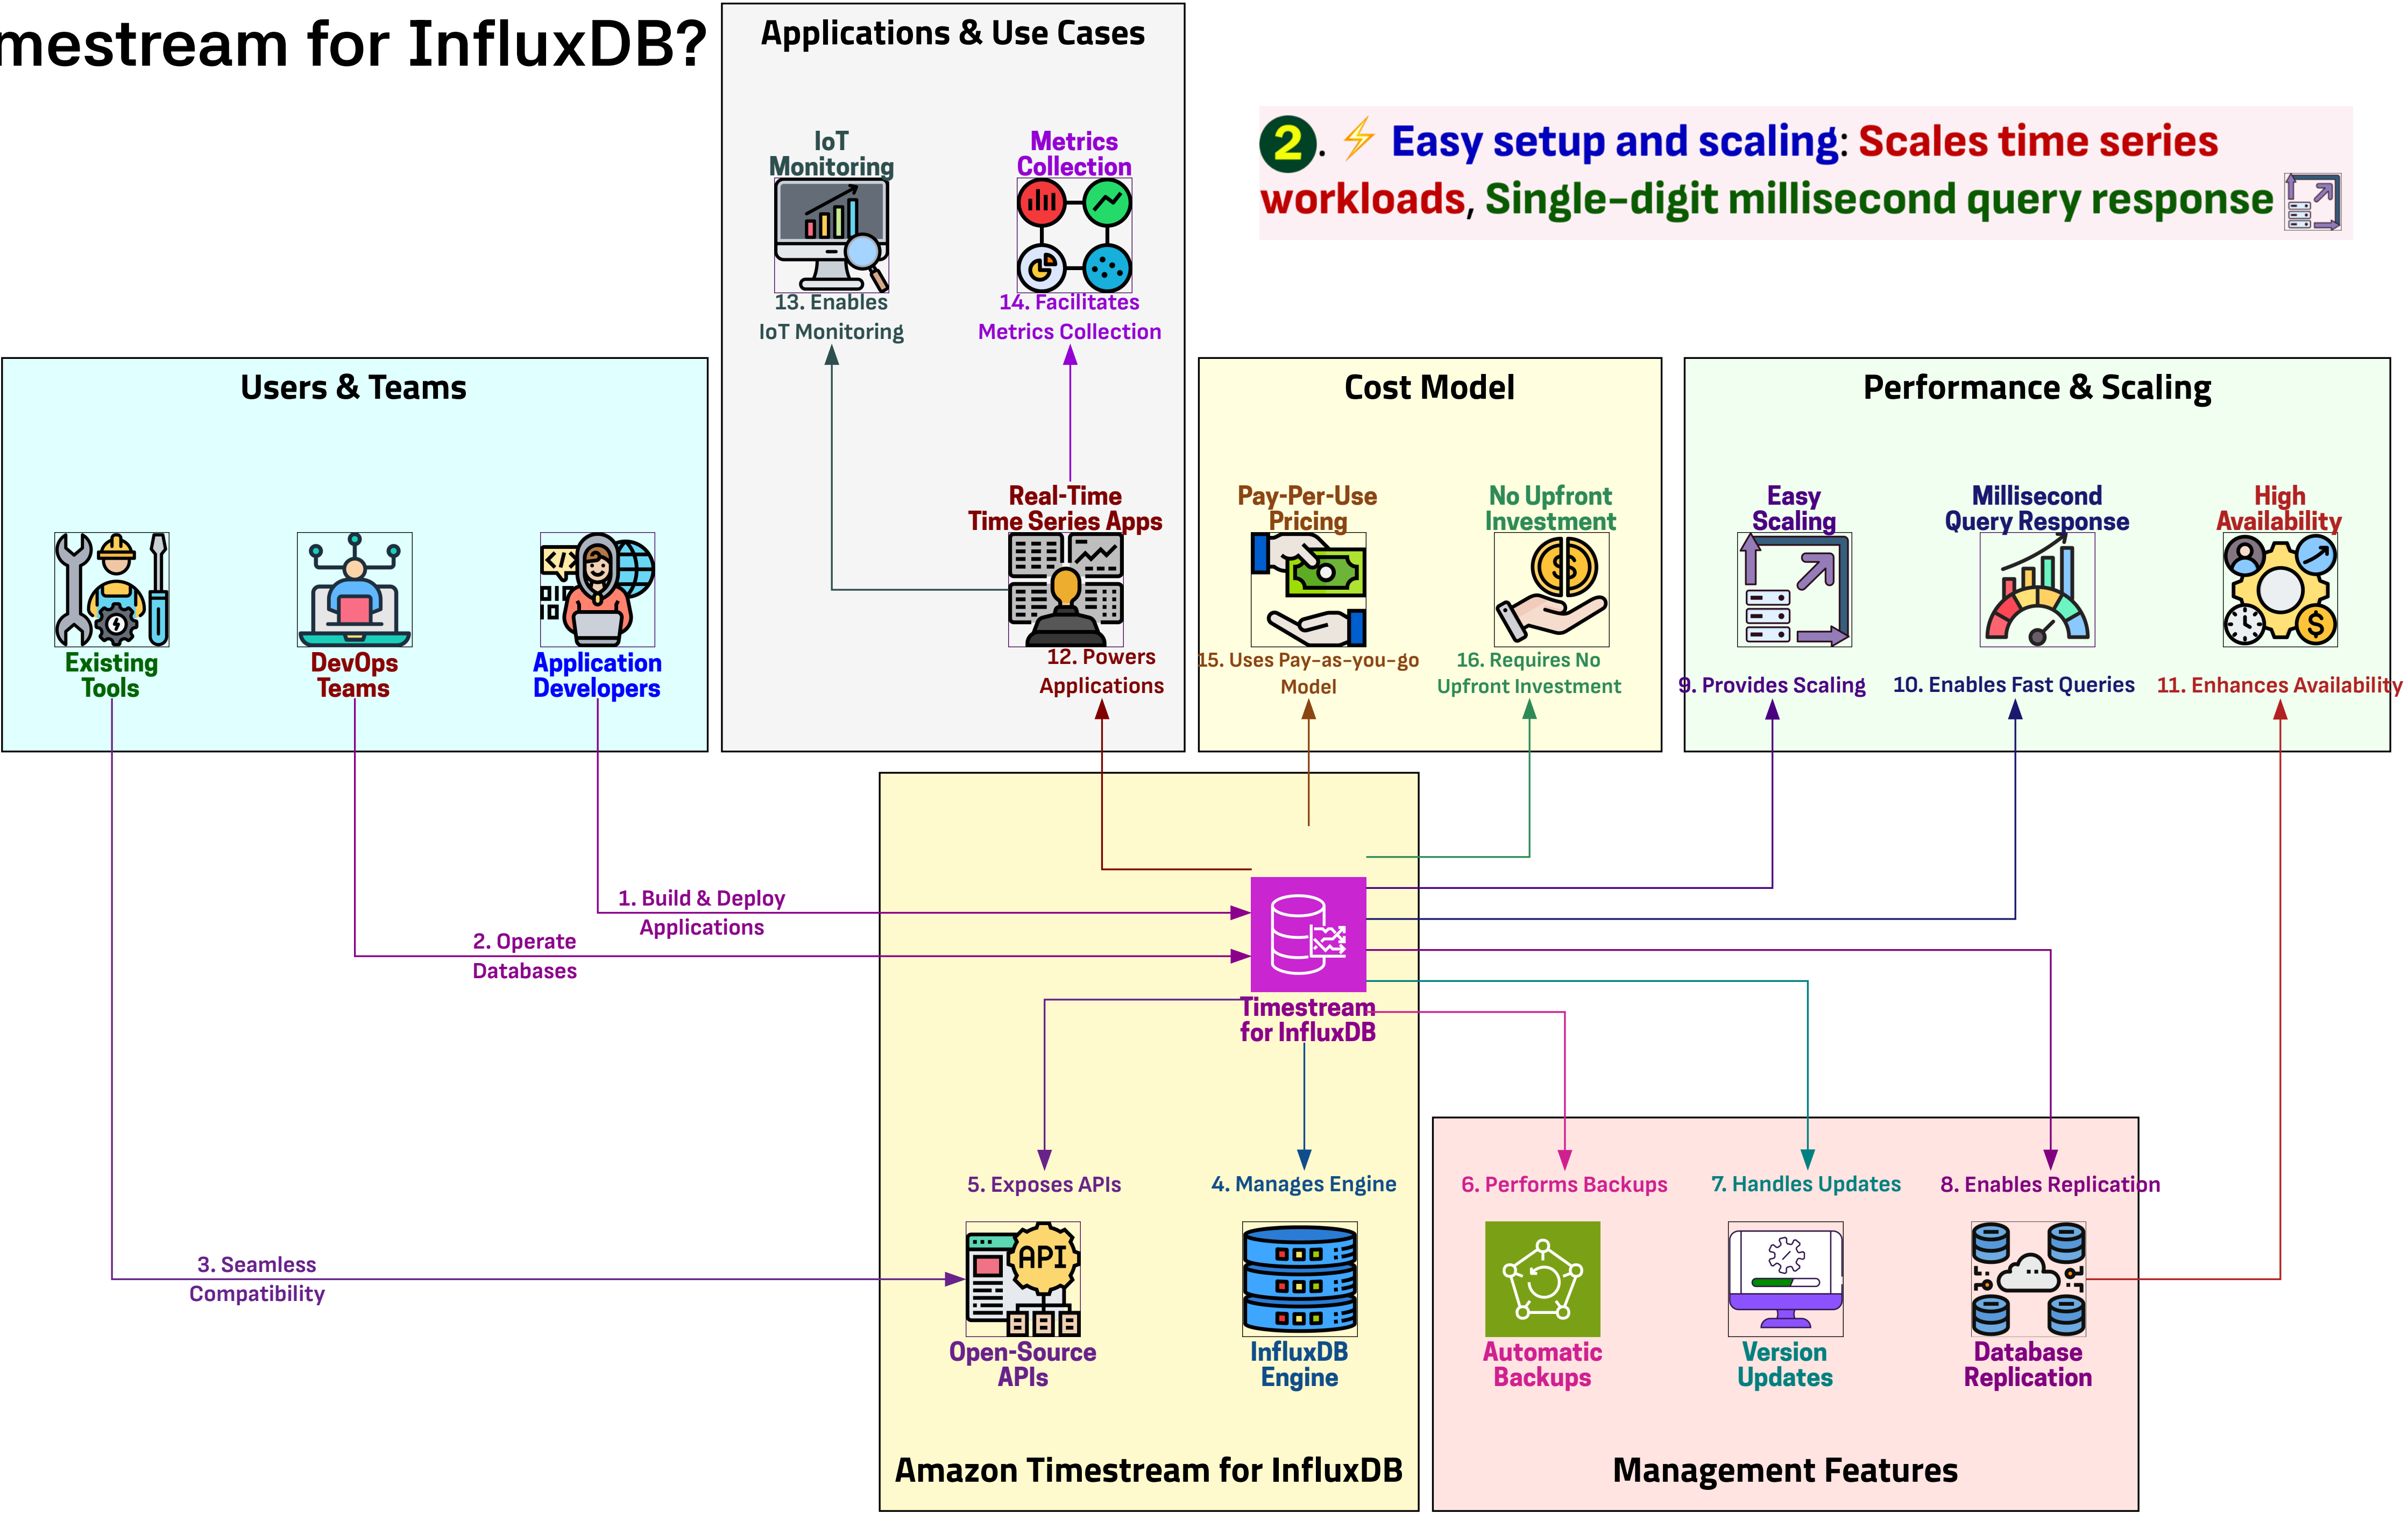 mestream for InfluxDB?
Applications & Use Cases
2. ⚡ Easy setup and scaling: Scales time series
workloads, Single-digit millisecond query response
IoT
Monitoring
Metrics
Collection
13. Enables
IoT Monitoring
14. Facilitates
Metrics Collection
Real-Time
Time Series Apps
12. Powers
Applications
Users & Teams
Existing
Tools
DevOps
Teams
Application
Developers
Cost Model
Pay-Per-Use
Pricing
No Upfront
Investment
15. Uses Pay-as-you-go
Model
16. Requires No
Upfront Investment
Performance & Scaling
Easy
Scaling
Millisecond
Query Response
High
Availability
9. Provides Scaling
10. Enables Fast Queries
11. Enhances Availability
1. Build & Deploy
Applications
2. Operate
Databases
3. Seamless
Compatibility
Timestream
for InfluxDB
5. Exposes APIs
4. Manages Engine
API
Open-Source
APIs
InfluxDB
Engine
Amazon Timestream for InfluxDB
6. Performs Backups
7. Handles Updates
8. Enables Replication
Automatic
Backups
Version
Updates
Database
Replication
Management Features